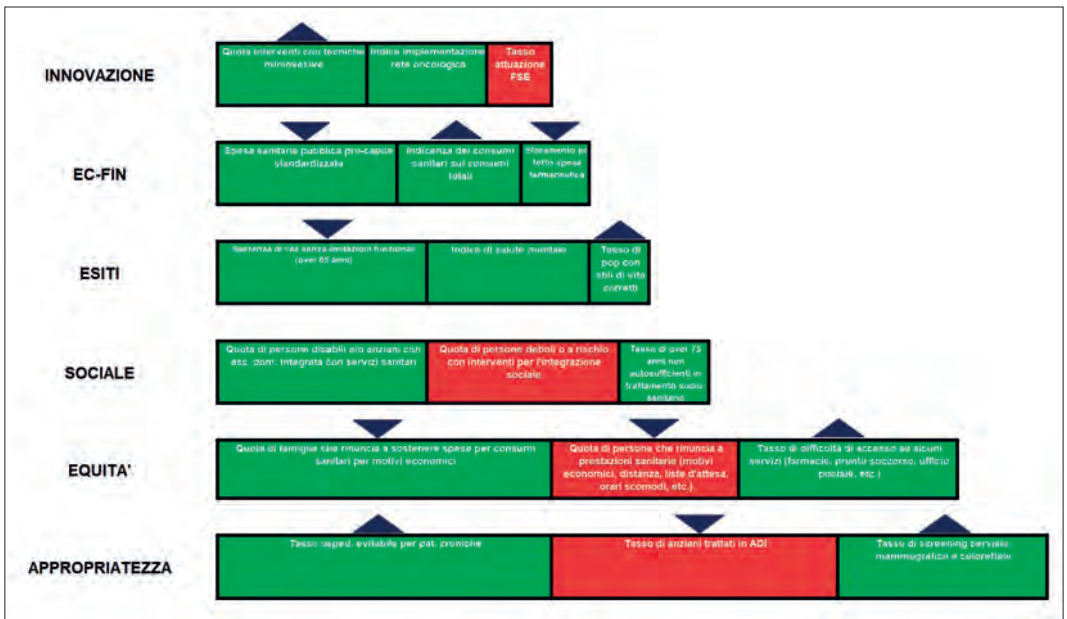 INNOVAZIONE
Quota interventi con tecniche
mininvasive
Indice implementazione
rete oncologica
Tasso
attuazione
FSE
EC-FIN
Spesa sanitaria pubblica pro-capite
standardizzata
Incidenza dei consumi
sanitari sui consumi
totali
Sforamento
tetto spesa
farmaceutica
ESITI
Speranza di vita senza limitazioni funzionali
(over 65 anni)
Indice di salute mentale
Tasso di
pop con
stili di vita
corretti
SOCIALE
Quota di persone disabili e/o anziani con
ass. dom. integrata con servizi sanitari
Quota di persone deboli o a rischio
con interventi per l'integrazione
sociale
Tasso di over 75
anni non
autosufficienti in
trattamento socio
sanitario
EQUITA'
Quota di famiglie che rinuncia a sostenere spese per consumi
sanitari per motivi economici
Quota di persone che rinuncia a
prestazioni sanitarie (motivi
economici, distanza, liste d'attesa,
orari scomodi, etc.)
Tasso di difficoltà di accesso ad alcuni
servizi (farmacie, pronto soccorso, ufficio
postale, etc.)
APPROPRIATEZZA
Tasso osped. evitabile per pat. croniche
Tasso di anziani trattati in ADI
Tasso di screening cervicale,
mammografico e colorettale